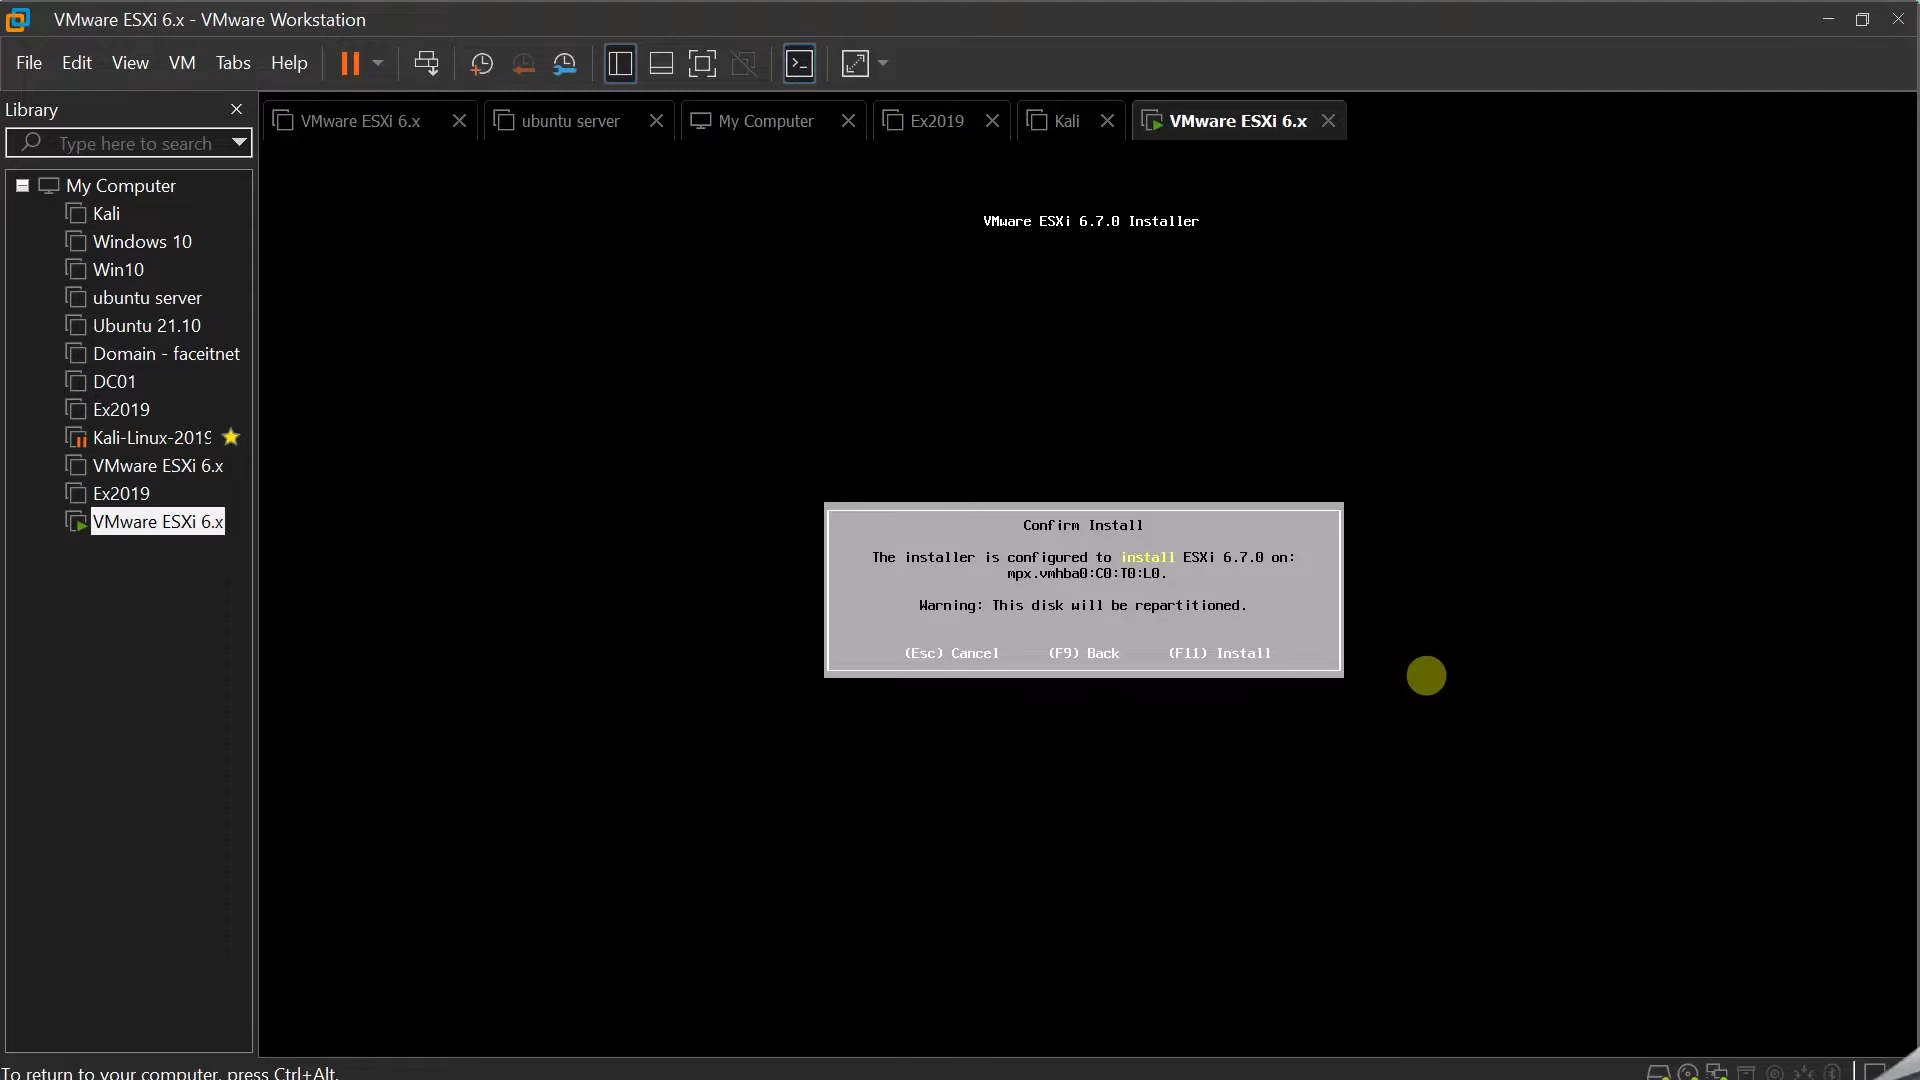 VMware ESXi 6.x - VMware Workstation
File Edit View VM Tabs Help
Library
Type here to search
My Computer
Kali
Windows 10
Win10
ubuntu server
Ubuntu 21.10
Domain - faceitnet
DC01
Ex2019
Kali-Linux-2019
VMware ESXi 6.x
Ex2019
VMware ESXi 6.x
VMware ESXi 6.x ubuntu server My Computer Ex2019 Kali VMware ESXi 6.x
VMware ESXi 6.7.0 Installer
Confirm Install
The installer is configured to install ESXi 6.7.0 on:
mpx.vmhba0:C0:T0:L0.
Warning: This disk will be repartitioned.
(Esc) Cancel (F9) Back (F11) Install
To return to your computer, press Ctrl+Alt.